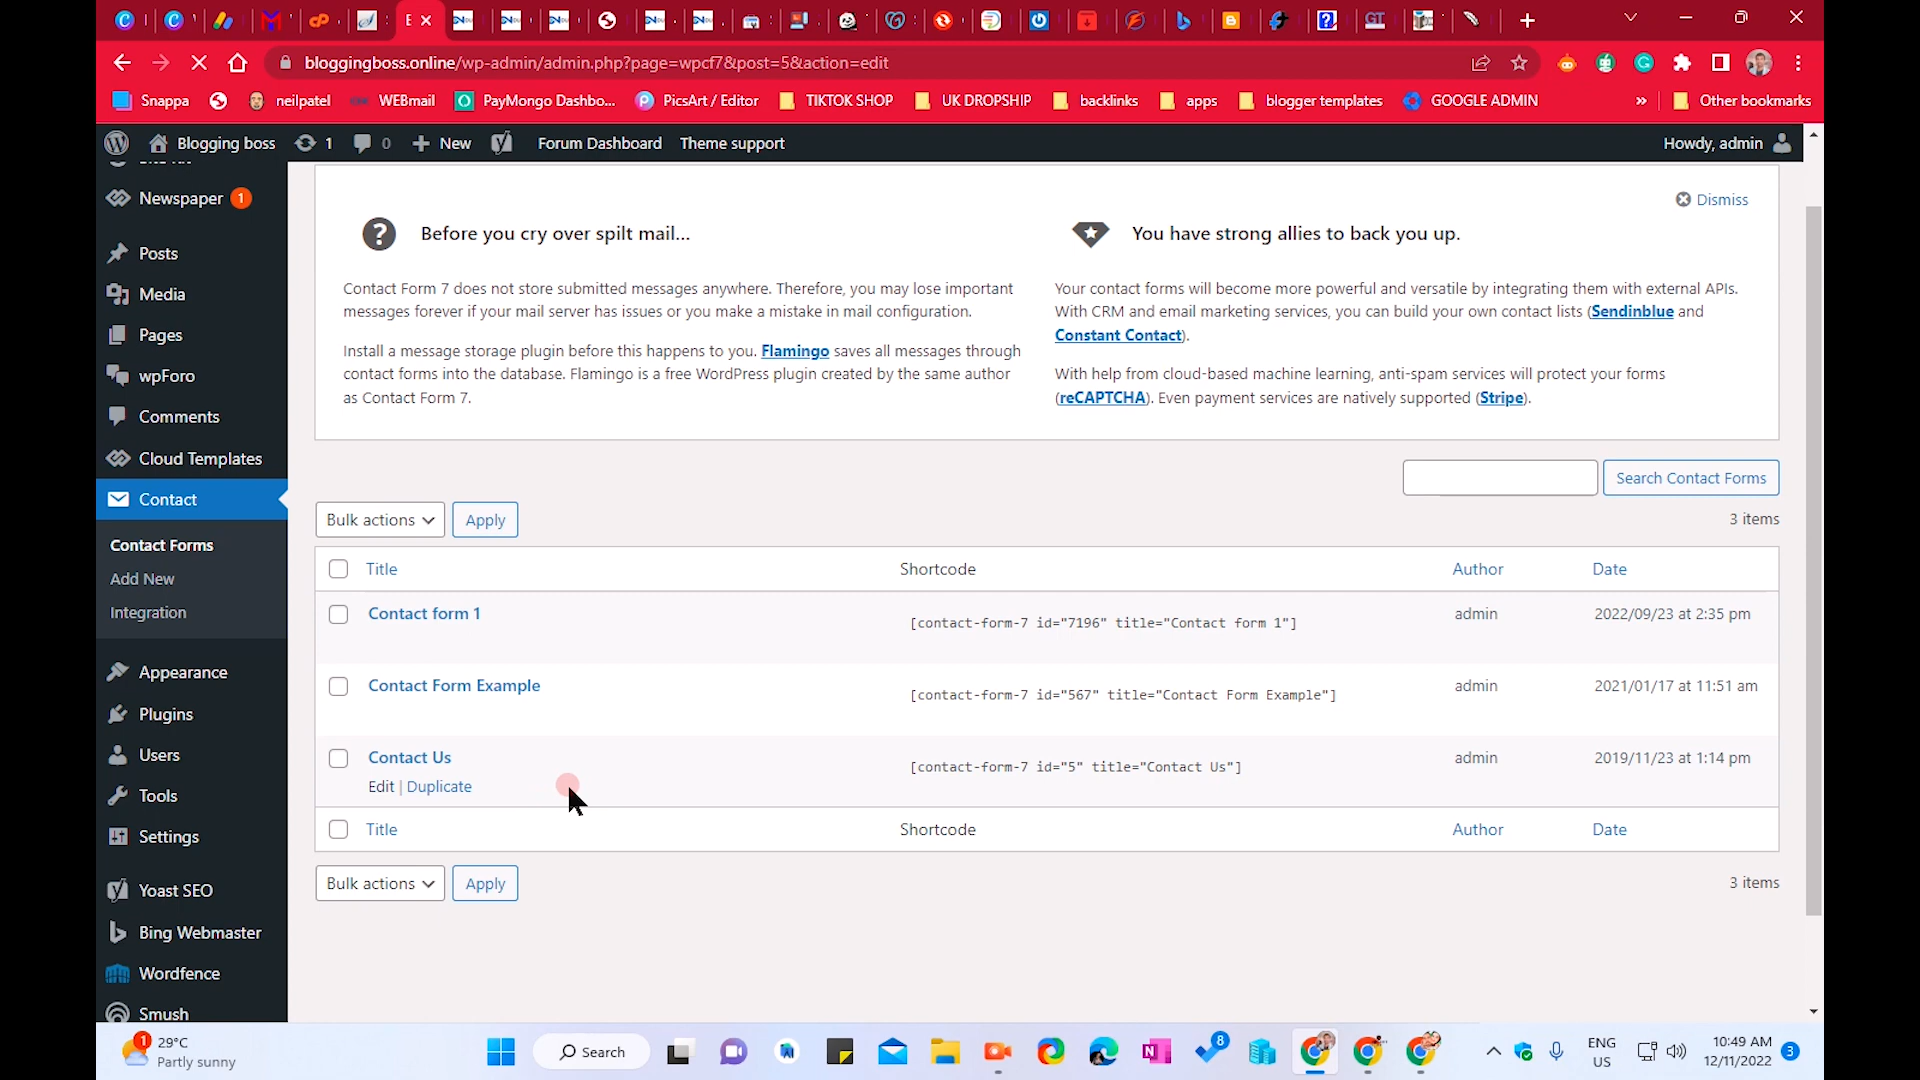 bloggingboss.online/wp-admin/admin.php?page=wpcf7&post=5&action=edit
Snappa
neilpatel
WEBmail
PayMongo Dashbo...
PicsArt / Editor
TIKTOK SHOP
UK DROPSHIP
backlinks
apps
blogger templates
GOOGLE ADMIN
»
Other bookmarks
Blogging boss
1
0
New
Forum Dashboard
Theme support
Howdy, admin
Newspaper 1
Posts
Media
Pages
wpForo
Comments
Cloud Templates
Contact
Contact Forms
Add New
Integration
Appearance
Plugins
Users
Tools
Settings
Yoast SEO
Bing Webmaster
Wordfence
Smush
Dismiss
Before you cry over spilt mail...
Contact Form 7 does not store submitted messages anywhere. Therefore, you may lose important
messages forever if your mail server has issues or you make a mistake in mail configuration.
Install a message storage plugin before this happens to you. Flamingo saves all messages through
contact forms into the database. Flamingo is a free WordPress plugin created by the same author
as Contact Form 7.
You have strong allies to back you up.
Your contact forms will become more powerful and versatile by integrating them with external APIs.
With CRM and email marketing services, you can build your own contact lists (Sendinblue and
Constant Contact).
With help from cloud-based machine learning, anti-spam services will protect your forms
(reCAPTCHA). Even payment services are natively supported (Stripe).
Search Contact Forms
Bulk actions
Apply
3 items
Title Shortcode Author Date
Contact form 1 [contact-form-7 id="7196" title="Contact form 1"] admin 2022/09/23 at 2:35 pm
Contact Form Example [contact-form-7 id="567" title="Contact Form Example"] admin 2021/01/17 at 11:51 am
Contact Us [contact-form-7 id="5" title="Contact Us"] admin 2019/11/23 at 1:14 pm
Edit | Duplicate
Title Shortcode Author Date
Bulk actions
Apply
3 items
1
29°C
Partly sunny
Search
8
ENG
US
10:49 AM
12/11/2022
3